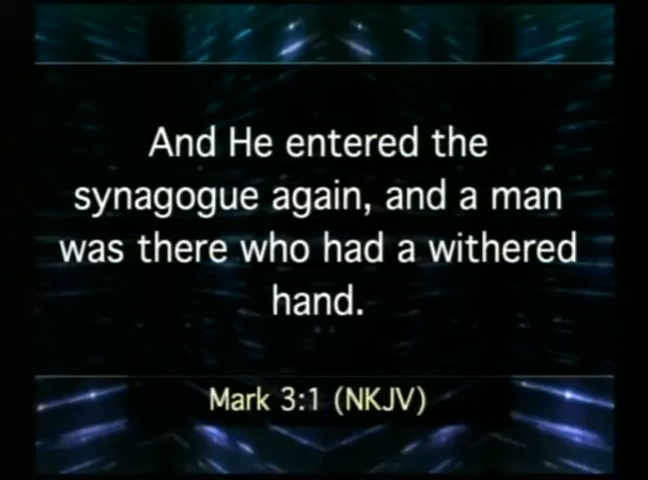 And He entered the
synagogue again, and a man
was there who had a withered
hand.
Mark 3:1 (NKJV)